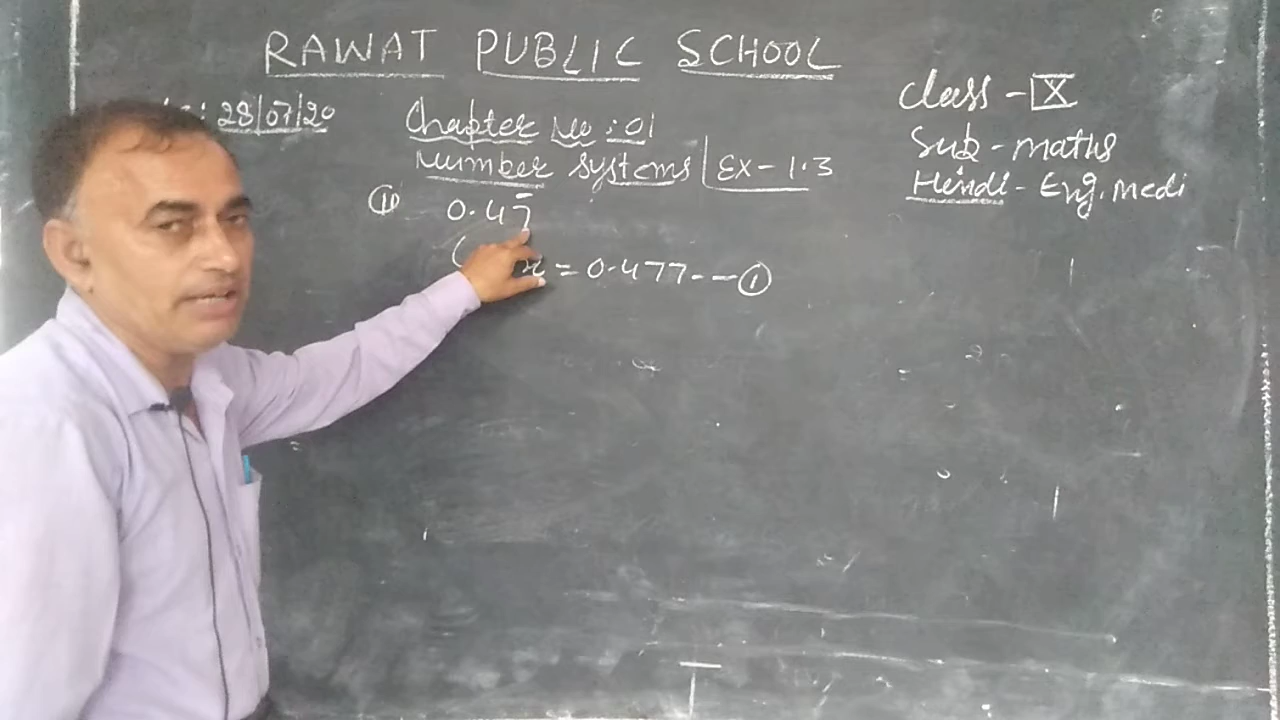 RAWAT PUBLIC SCHOOL
: 28/07/20
Chapter No : 01
Number systems | Ex - 1.3
Class - IX
Sub - maths
Hindi - Eng. Medi
(ii) 0.47̅
x = 0.477 - - - ①